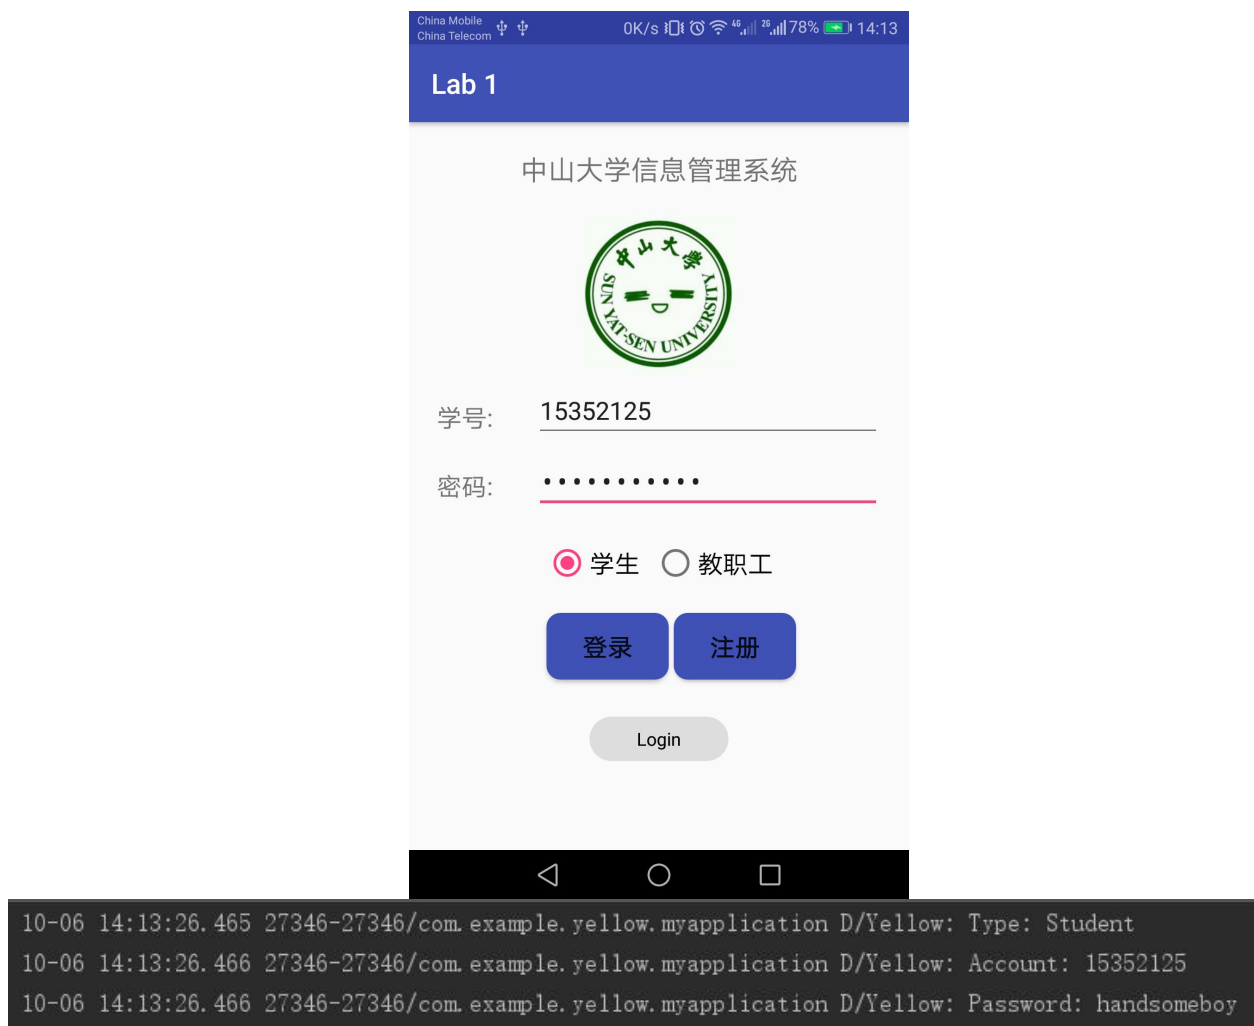 China Mobile
China Telecom
0K/s 4G 2G 78% 14:13
Lab 1
中山大学信息管理系统
中山大學
SUN YAT-SEN UNIVERSITY
学号: 15352125
密码: •••••••••••
学生 教职工
登录 注册
Login
10-06 14:13:26.465 27346-27346/com.example.yellow.myapplication D/Yellow: Type: Student
10-06 14:13:26.466 27346-27346/com.example.yellow.myapplication D/Yellow: Account: 15352125
10-06 14:13:26.466 27346-27346/com.example.yellow.myapplication D/Yellow: Password: handsomeboy